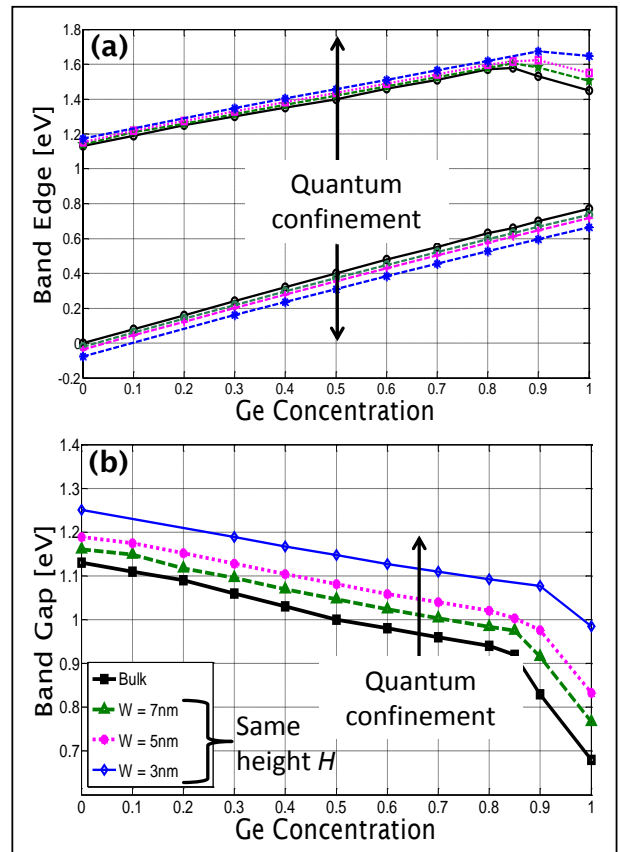 (a)
Band Edge [eV]
1.8
1.6
1.4
1.2
1
0.8
0.6
0.4
0.2
0
-0.2
Quantum
confinement
0 0.1 0.2 0.3 0.4 0.5 0.6 0.7 0.8 0.9 1
Ge Concentration
(b)
Band Gap [eV]
1.4
1.3
1.2
1.1
1
0.9
0.8
0.7
Quantum
confinement
Bulk
W = 7nm
W = 5nm
W = 3nm
Same
height H
0 0.1 0.2 0.3 0.4 0.5 0.6 0.7 0.8 0.9 1
Ge Concentration